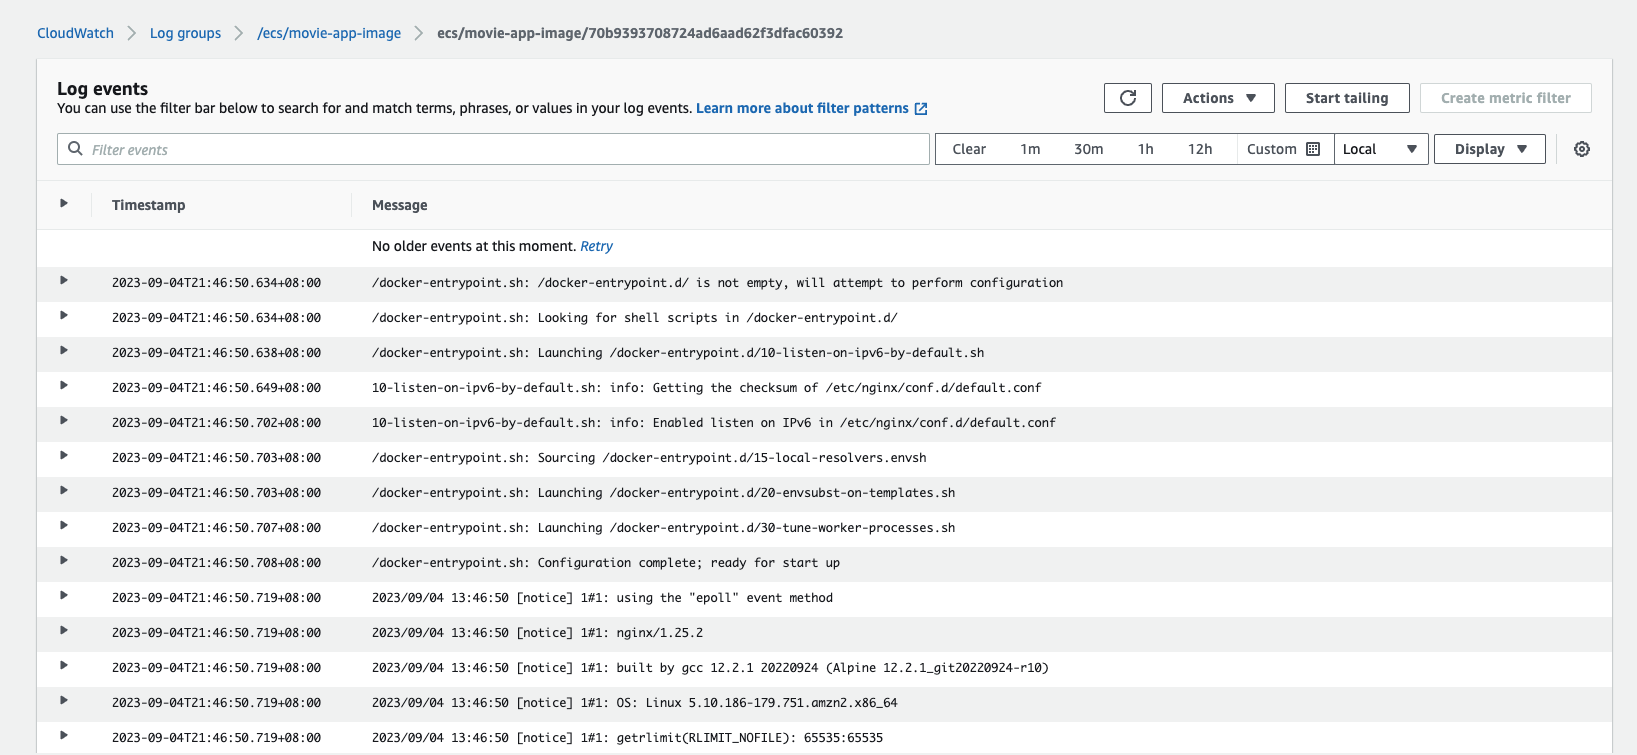 CloudWatch > Log groups > /ecs/movie-app-image > ecs/movie-app-image/70b9393708724ad6aad62f3dfac60392
Log events
You can use the filter bar below to search for and match terms, phrases, or values in your log events. Learn more about filter patterns
Actions Start tailing Create metric filter
Filter events Clear 1m 30m 1h 12h Custom Local Display
Timestamp Message
No older events at this moment. Retry
2023-09-04T21:46:50.634+08:00 /docker-entrypoint.sh: /docker-entrypoint.d/ is not empty, will attempt to perform configuration
2023-09-04T21:46:50.634+08:00 /docker-entrypoint.sh: Looking for shell scripts in /docker-entrypoint.d/
2023-09-04T21:46:50.638+08:00 /docker-entrypoint.sh: Launching /docker-entrypoint.d/10-listen-on-ipv6-by-default.sh
2023-09-04T21:46:50.649+08:00 10-listen-on-ipv6-by-default.sh: info: Getting the checksum of /etc/nginx/conf.d/default.conf
2023-09-04T21:46:50.702+08:00 10-listen-on-ipv6-by-default.sh: info: Enabled listen on IPv6 in /etc/nginx/conf.d/default.conf
2023-09-04T21:46:50.703+08:00 /docker-entrypoint.sh: Sourcing /docker-entrypoint.d/15-local-resolvers.envsh
2023-09-04T21:46:50.703+08:00 /docker-entrypoint.sh: Launching /docker-entrypoint.d/20-envsubst-on-templates.sh
2023-09-04T21:46:50.707+08:00 /docker-entrypoint.sh: Launching /docker-entrypoint.d/30-tune-worker-processes.sh
2023-09-04T21:46:50.708+08:00 /docker-entrypoint.sh: Configuration complete; ready for start up
2023-09-04T21:46:50.719+08:00 2023/09/04 13:46:50 [notice] 1#1: using the "epoll" event method
2023-09-04T21:46:50.719+08:00 2023/09/04 13:46:50 [notice] 1#1: nginx/1.25.2
2023-09-04T21:46:50.719+08:00 2023/09/04 13:46:50 [notice] 1#1: built by gcc 12.2.1 20220924 (Alpine 12.2.1_git20220924-r10)
2023-09-04T21:46:50.719+08:00 2023/09/04 13:46:50 [notice] 1#1: OS: Linux 5.10.186-179.751.amzn2.x86_64
2023-09-04T21:46:50.719+08:00 2023/09/04 13:46:50 [notice] 1#1: getrlimit(RLIMIT_NOFILE): 65535:65535